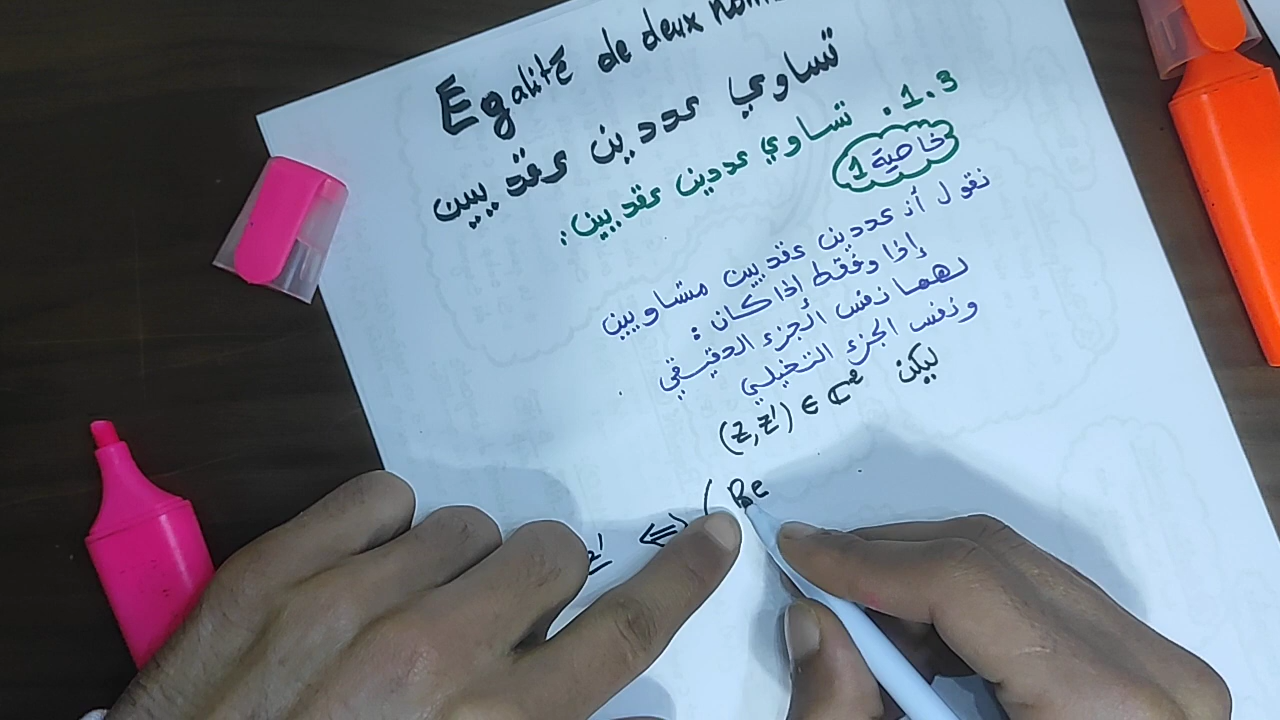 Egalité de deux
تساوي عددين عقديين
1.3. تساوي عددين عقديين:
خاصية 1
نقول أن عددين عقديين متساويين
إذا وفقط إذا كان:
لهما نفس الجزء الحقيقي.
ونفس الجزء التخيلي
ليكن (z,z') ∈ ℂ²
z' ⇔ ( Re